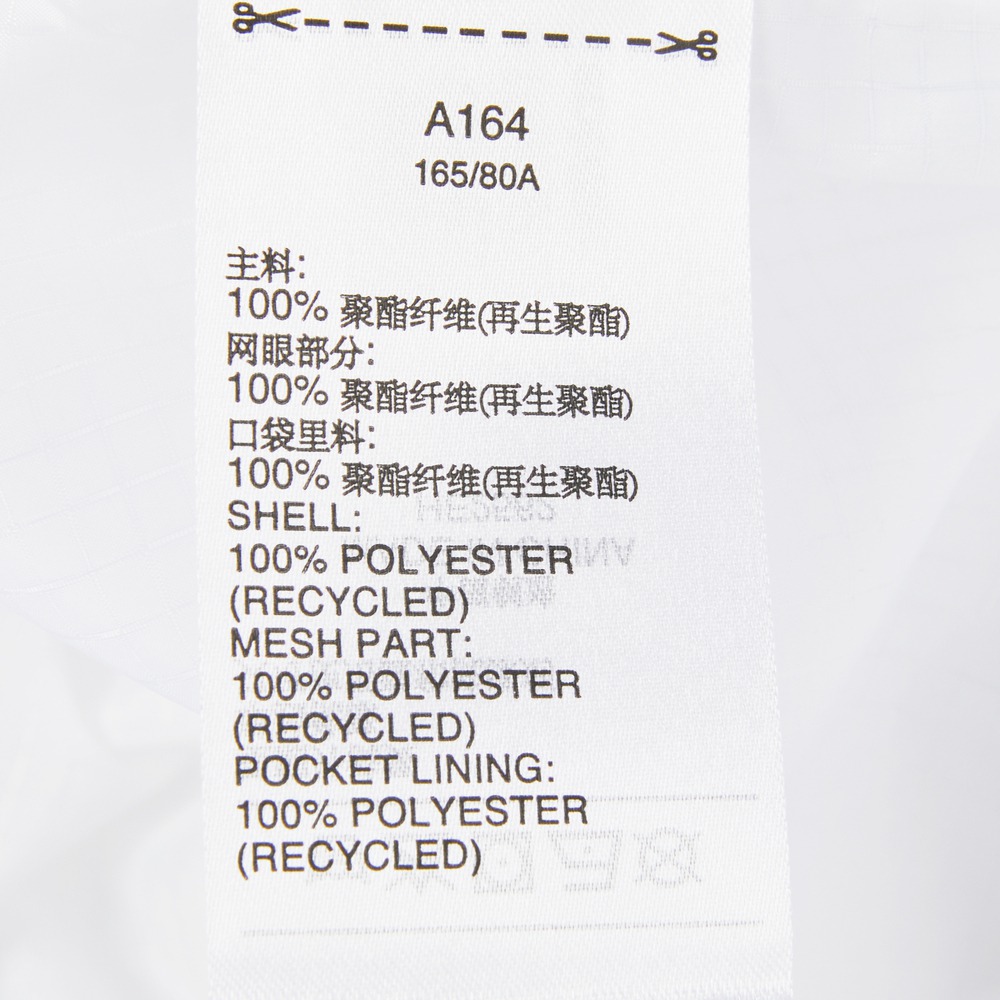 A164
165/80A
主料:
100% 聚酯纤维(再生聚酯)
网眼部分:
100% 聚酯纤维(再生聚酯)
口袋里料:
100% 聚酯纤维(再生聚酯)
SHELL:
100% POLYESTER
(RECYCLED)
MESH PART:
100% POLYESTER
(RECYCLED)
POCKET LINING:
100% POLYESTER
(RECYCLED)